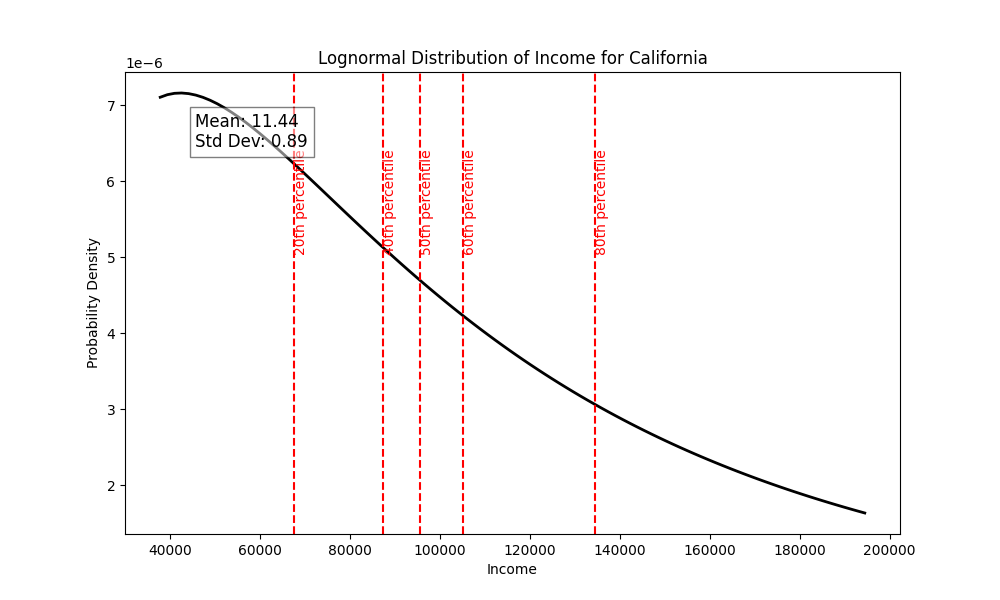 Lognormal Distribution of Income for California
1e−6
Mean: 11.44
Std Dev: 0.89
20th percentile
40th percentile
50th percentile
60th percentile
80th percentile
7
6
5
4
3
2
Probability Density
40000
60000
80000
100000
120000
140000
160000
180000
200000
Income